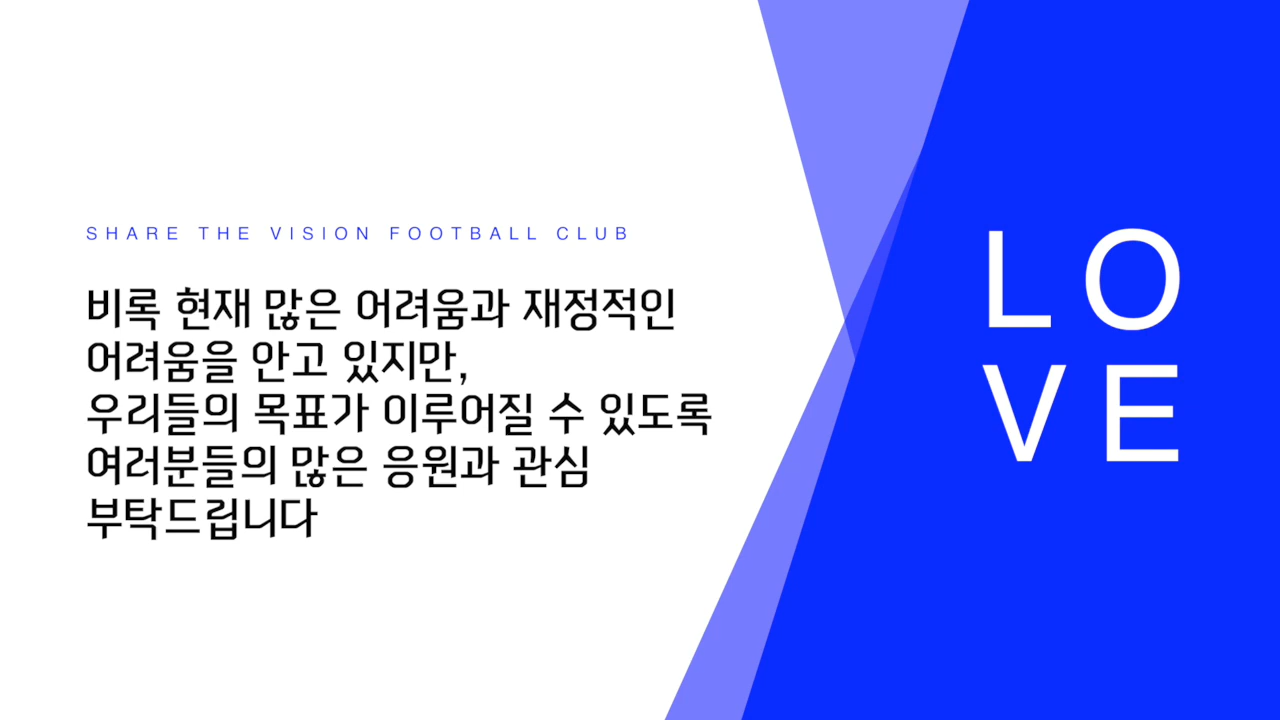 SHARE THE VISION FOOTBALL CLUB
비록 현재 많은 어려움과 재정적인
어려움을 안고 있지만,
우리들의 목표가 이루어질 수 있도록
여러분들의 많은 응원과 관심
부탁드립니다
LO
VE